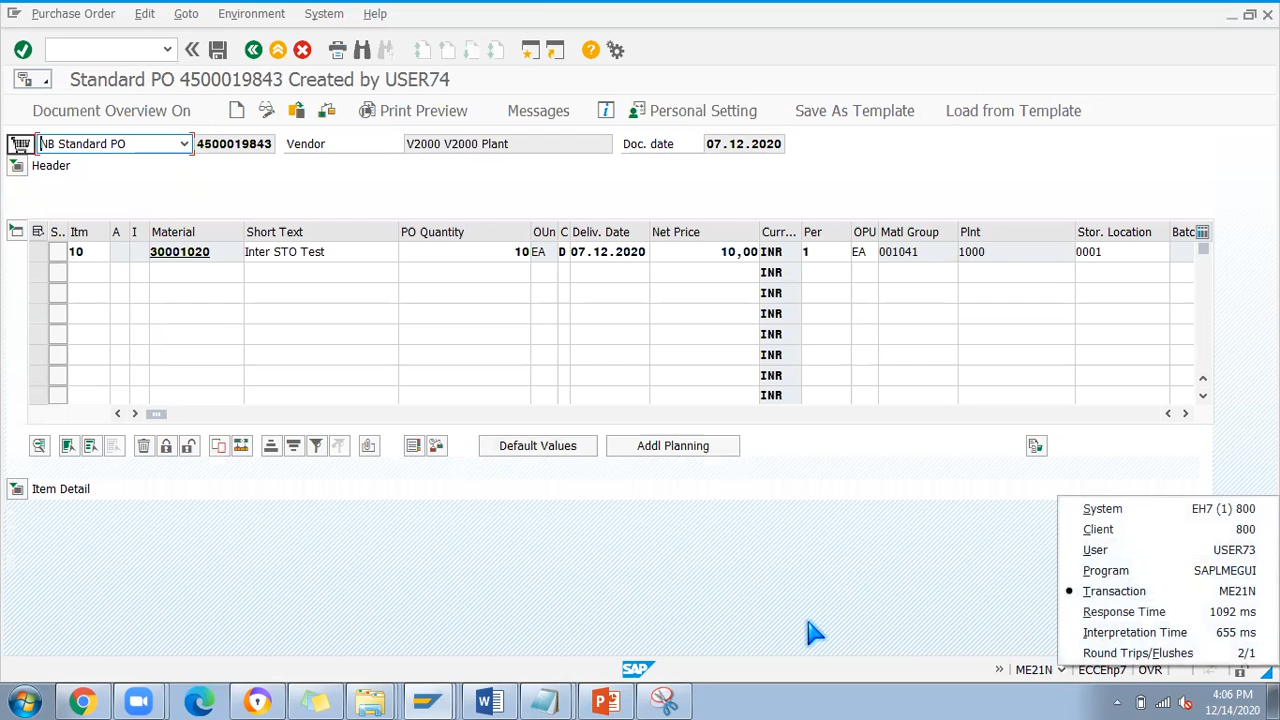 Purchase Order Edit Goto Environment System Help
Standard PO 4500019843 Created by USER74
Document Overview On Print Preview Messages Personal Setting Save As Template Load from Template
NB Standard PO 4500019843 Vendor V2000 V2000 Plant Doc. date 07.12.2020
Header
S.. Itm A I Material Short Text PO Quantity OUn C Deliv. Date Net Price Curr... Per OPU Matl Group Plnt Stor. Location Batc
10 30001020 Inter STO Test 10 EA D 07.12.2020 10,00 INR 1 EA 001041 1000 0001
INR
INR
INR
INR
INR
INR
INR
Default Values Addl Planning
Item Detail
System EH7 (1) 800
Client 800
User USER73
Program SAPLMEGUI
Transaction ME21N
Response Time 1092 ms
Interpretation Time 655 ms
Round Trips/Flushes 2/1
SAP ME21N ECCEhp7 OVR
4:06 PM
12/14/2020